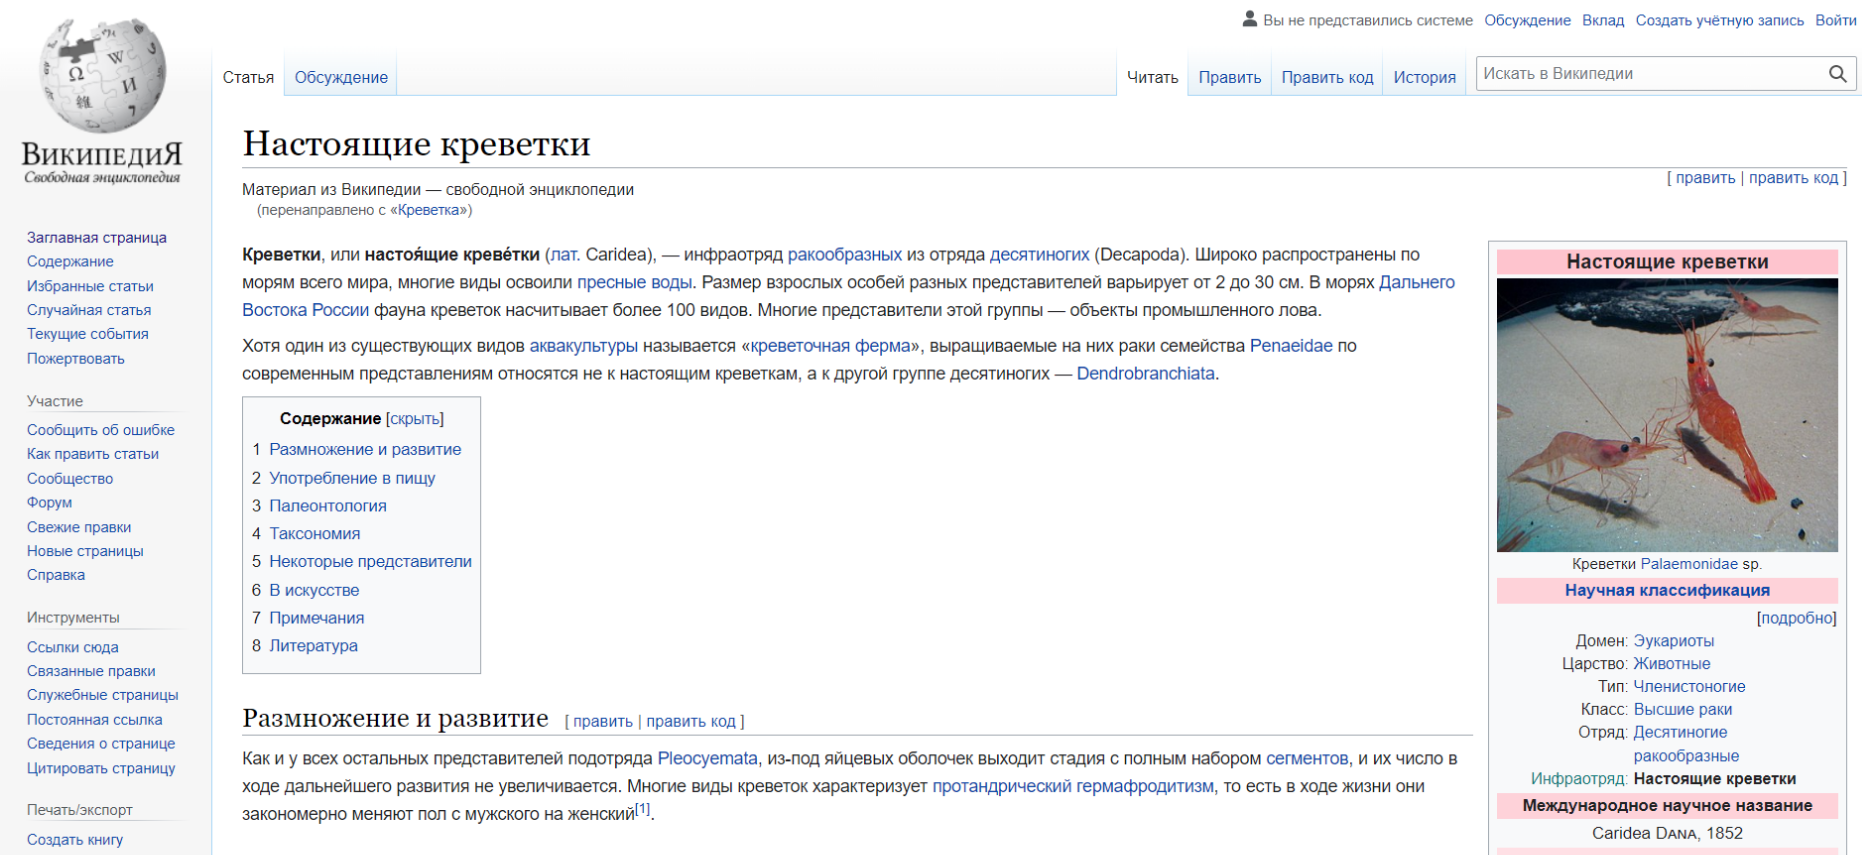 Вы не представились системе Обсуждение Вклад Создать учётную запись Войти
Статья Обсуждение Читать Править Править код История Искать в Википедии
ВикипедиЯ
Свободная энциклопедия
Заглавная страница
Содержание
Избранные статьи
Случайная статья
Текущие события
Пожертвовать
Участие
Сообщить об ошибке
Как править статьи
Сообщество
Форум
Свежие правки
Новые страницы
Справка
Инструменты
Ссылки сюда
Связанные правки
Служебные страницы
Постоянная ссылка
Сведения о странице
Цитировать страницу
Печать/экспорт
Создать книгу
Настоящие креветки
[ править | править код ]
Материал из Википедии — свободной энциклопедии
(перенаправлено с «Креветка»)
Креветки, или настоя́щие креве́тки (лат. Caridea), — инфраотряд ракообразных из отряда десятиногих (Decapoda). Широко распространены по
морям всего мира, многие виды освоили пресные воды. Размер взрослых особей разных представителей варьирует от 2 до 30 см. В морях Дальнего
Востока России фауна креветок насчитывает более 100 видов. Многие представители этой группы — объекты промышленного лова.
Хотя один из существующих видов аквакультуры называется «креветочная ферма», выращиваемые на них раки семейства Penaeidae по
современным представлениям относятся не к настоящим креветкам, а к другой группе десятиногих — Dendrobranchiata.
Содержание [скрыть]
1 Размножение и развитие
2 Употребление в пищу
3 Палеонтология
4 Таксономия
5 Некоторые представители
6 В искусстве
7 Примечания
8 Литература
Размножение и развитие [ править | править код ]
Как и у всех остальных представителей подотряда Pleocyemata, из-под яйцевых оболочек выходит стадия с полным набором сегментов, и их число в
ходе дальнейшего развития не увеличивается. Многие виды креветок характеризует протандрический гермафродитизм, то есть в ходе жизни они
закономерно меняют пол с мужского на женский[1].
Настоящие креветки
Креветки Palaemonidae sp.
Научная классификация
[подробно]
Домен: Эукариоты
Царство: Животные
Тип: Членистоногие
Класс: Высшие раки
Отряд: Десятиногие
ракообразные
Инфраотряд: Настоящие креветки
Международное научное название
Caridea DANA, 1852